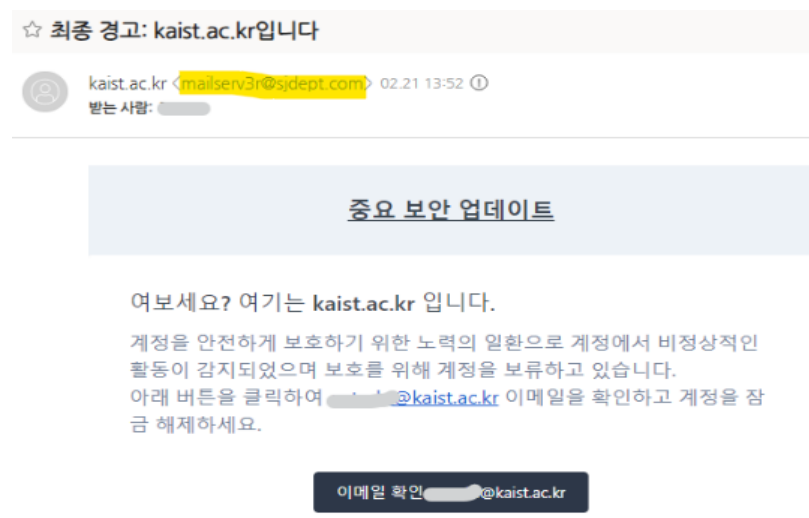 최종 경고: kaist.ac.kr입니다
kaist.ac.kr <mailserv3r@sjdept.com> 02.21 13:52
받는 사람:
중요 보안 업데이트
여보세요? 여기는 kaist.ac.kr 입니다.
계정을 안전하게 보호하기 위한 노력의 일환으로 계정에서 비정상적인
활동이 감지되었으며 보호를 위해 계정을 보류하고 있습니다.
아래 버튼을 클릭하여 @kaist.ac.kr 이메일을 확인하고 계정을 잠
금 해제하세요.
이메일 확인 @kaist.ac.kr